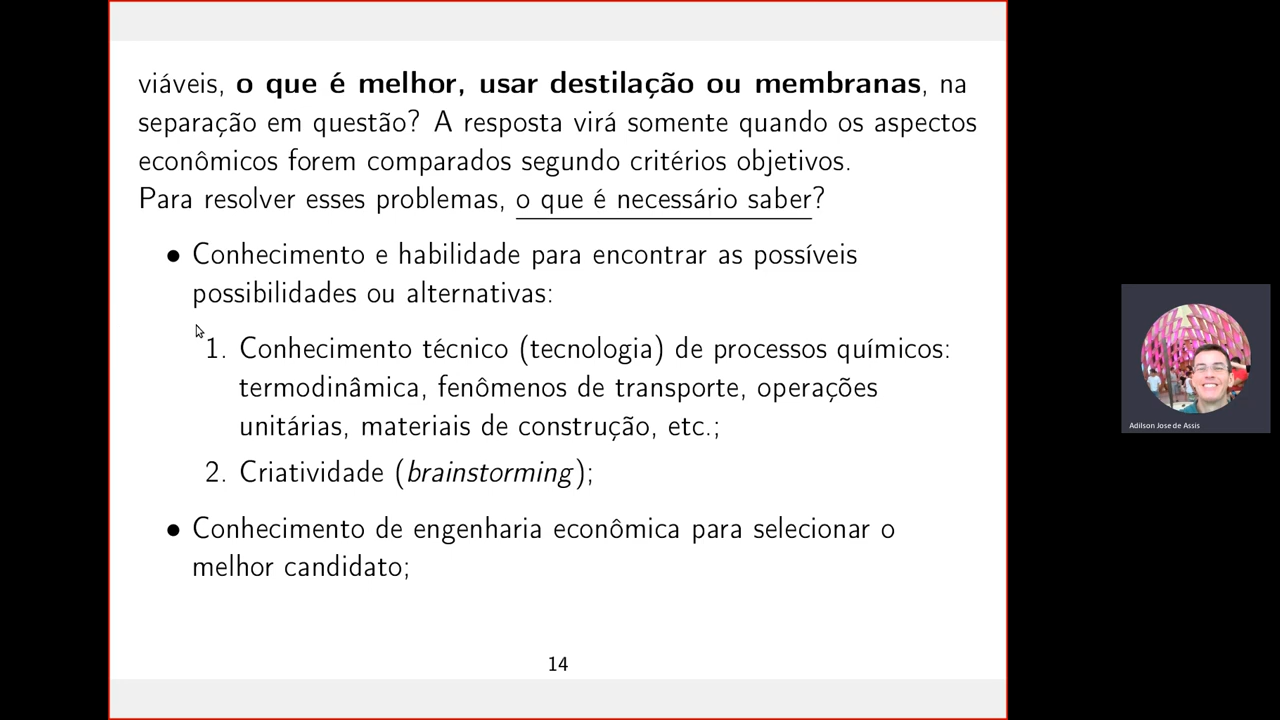 viáveis, o que é melhor, usar destilação ou membranas, na
separação em questão? A resposta virá somente quando os aspectos
econômicos forem comparados segundo critérios objetivos.
Para resolver esses problemas, o que é necessário saber?
• Conhecimento e habilidade para encontrar as possíveis
possibilidades ou alternativas:
1. Conhecimento técnico (tecnologia) de processos químicos:
termodinâmica, fenômenos de transporte, operações
unitárias, materiais de construção, etc.;
2. Criatividade (brainstorming);
• Conhecimento de engenharia econômica para selecionar o
melhor candidato;
14
Adilson Jose de Assis